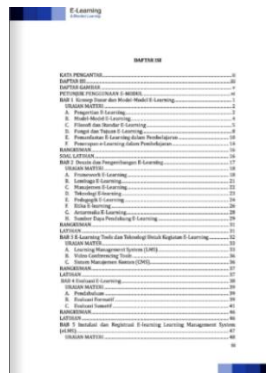 E-Learning
DAFTAR ISI
KATA PENGANTAR
DAFTAR ISI
DAFTAR GAMBAR
PETUNJUK PENGGUNAAN E-MODUL
BAB 1 Konsep Dasar dan Model-Model E-Learning
URAIAN MATERI
A. Pengertian E-Learning
B. Model-Model E-Learning
C. Filosofi dan Standar E-Learning
D. Fungsi dan Tujuan E-Learning
E. Pemanfaatan E-Learning dalam Pembelajaran
F. Penerapan e-Learning dalam Pembelajaran
RANGKUMAN
SOAL LATIHAN
BAB 2 Desain dan Pengembangan E-Learning
URAIAN MATERI
A. Framework E-Learning
B. Lembaga E-Learning
C. Manajemen E-Learning
D. Teknologi E-learning
E. Pedagogik E-Learning
F. Etika E-learning
G. Antarmuka E-Learning
H. Sumber Daya Pendukung E-Learning
RANGKUMAN
LATIHAN
BAB 3 E-Learning Tools dan Teknologi Untuk Kegiatan E-Learning
URAIAN MATERI
A. Learning Management System (LMS)
B. Video Conferencing Tools
C. Sistem Manajemen Konten (CMS)
RANGKUMAN
LATIHAN
BAB 4 Evaluasi E-Learning
URAIAN MATERI
A. Pendahuluan
B. Evaluasi Formatif
C. Evaluasi Sumatif
RANGKUMAN
LATIHAN
BAB 5 Instalasi dan Registrasi E-learning Learning Management System
URAIAN MATERI